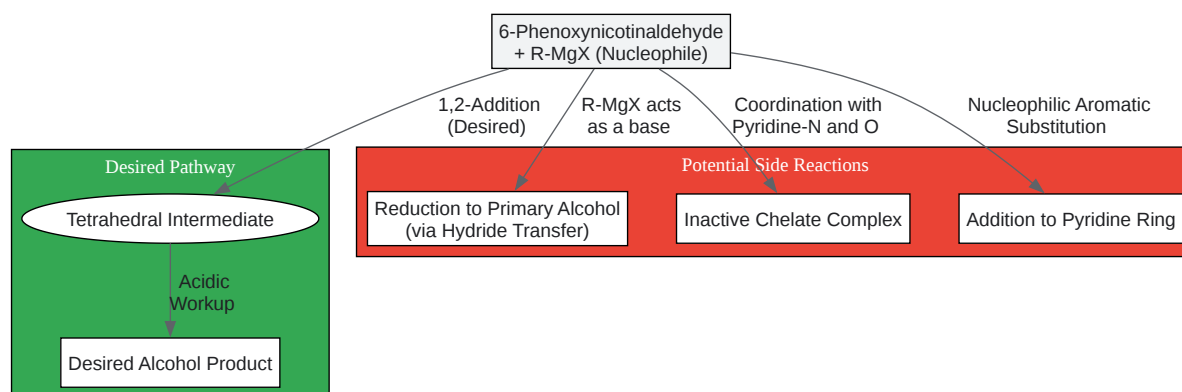 6-Phenoxynicotinaldehyde
+ R-MgX (Nucleophile)
1,2-Addition
(Desired)
R-MgX acts
as a base
Coordination with
Pyridine-N and O
Nucleophilic Aromatic
Substitution
Desired Pathway
Tetrahedral Intermediate
Acidic
Workup
Desired Alcohol Product
Potential Side Reactions
Reduction to Primary Alcohol
(via Hydride Transfer)
Inactive Chelate Complex
Addition to Pyridine Ring